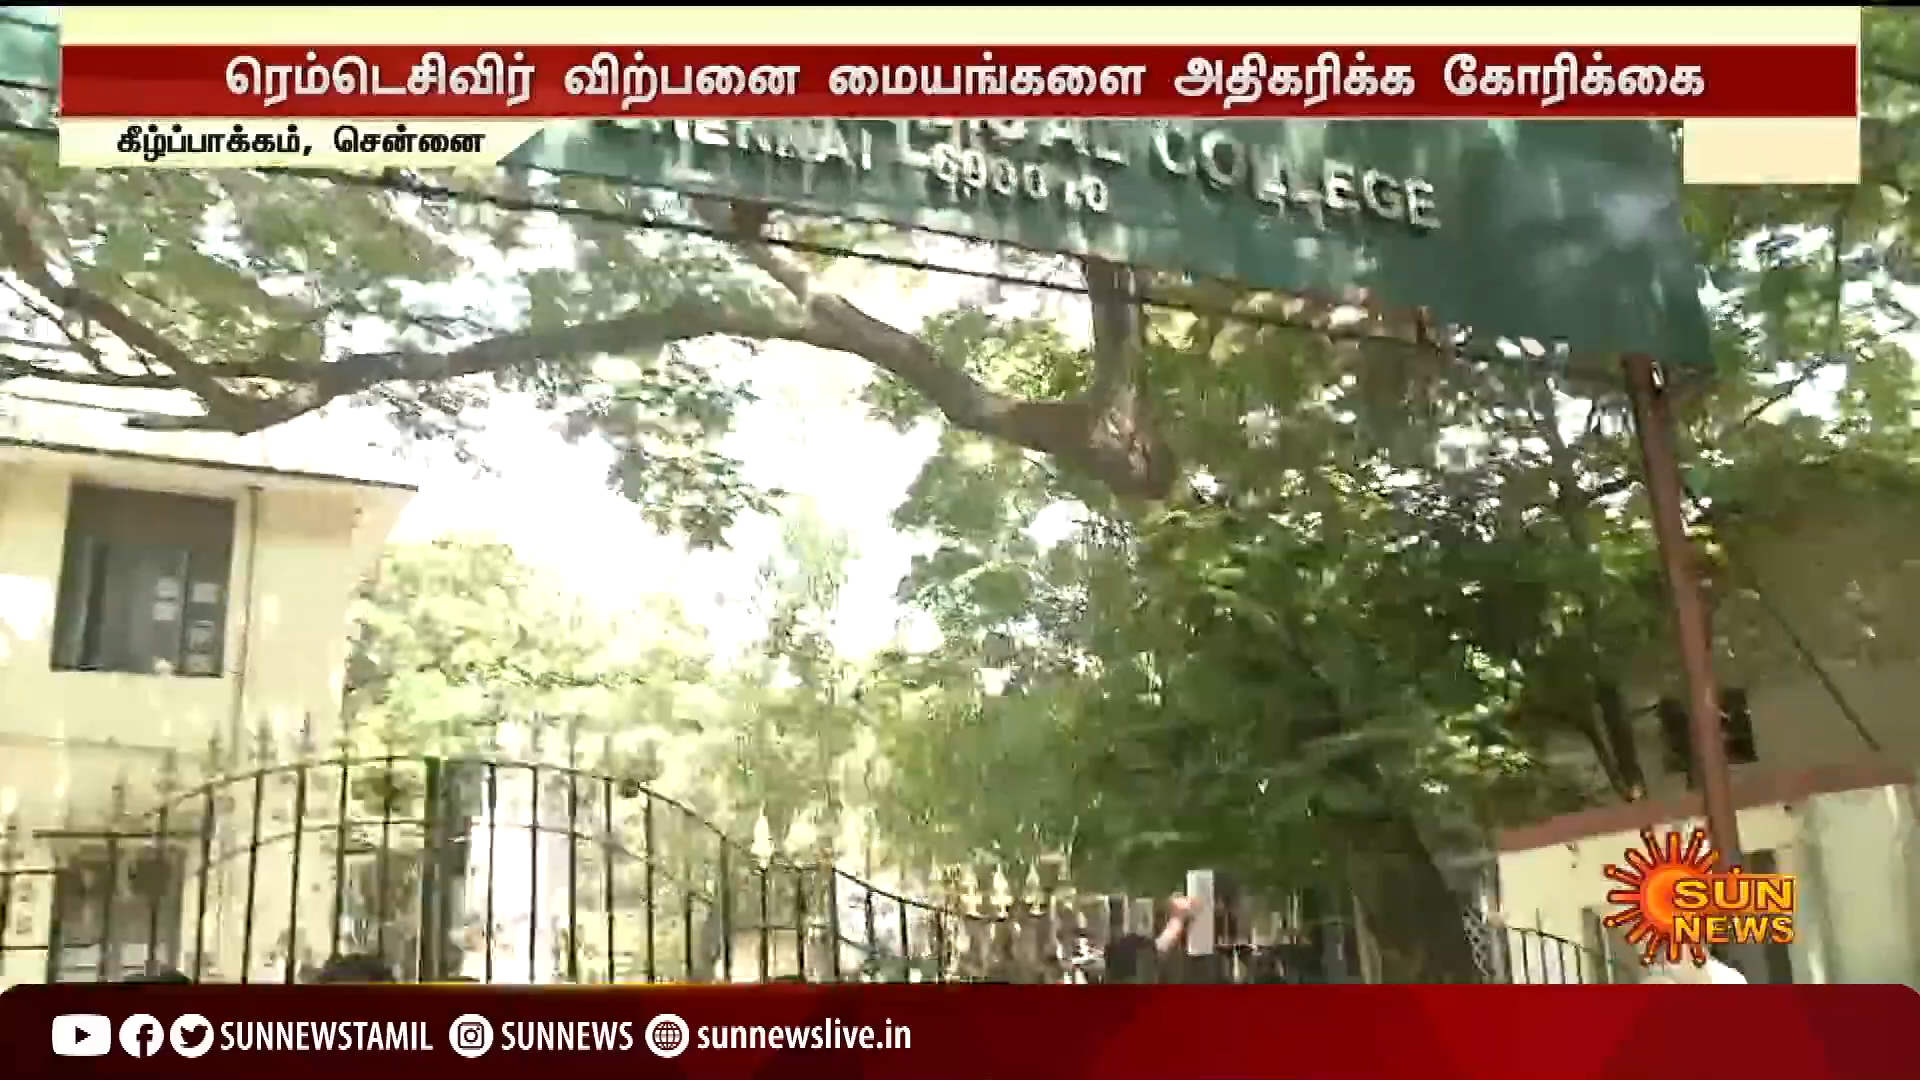 ரெம்டெசிவிர் விற்பனை மையங்களை அதிகரிக்க கோரிக்கை
கீழ்ப்பாக்கம், சென்னை
COLLEGE
SUN
NEWS
SUNNEWSTAMIL SUNNEWS sunnewslive.in